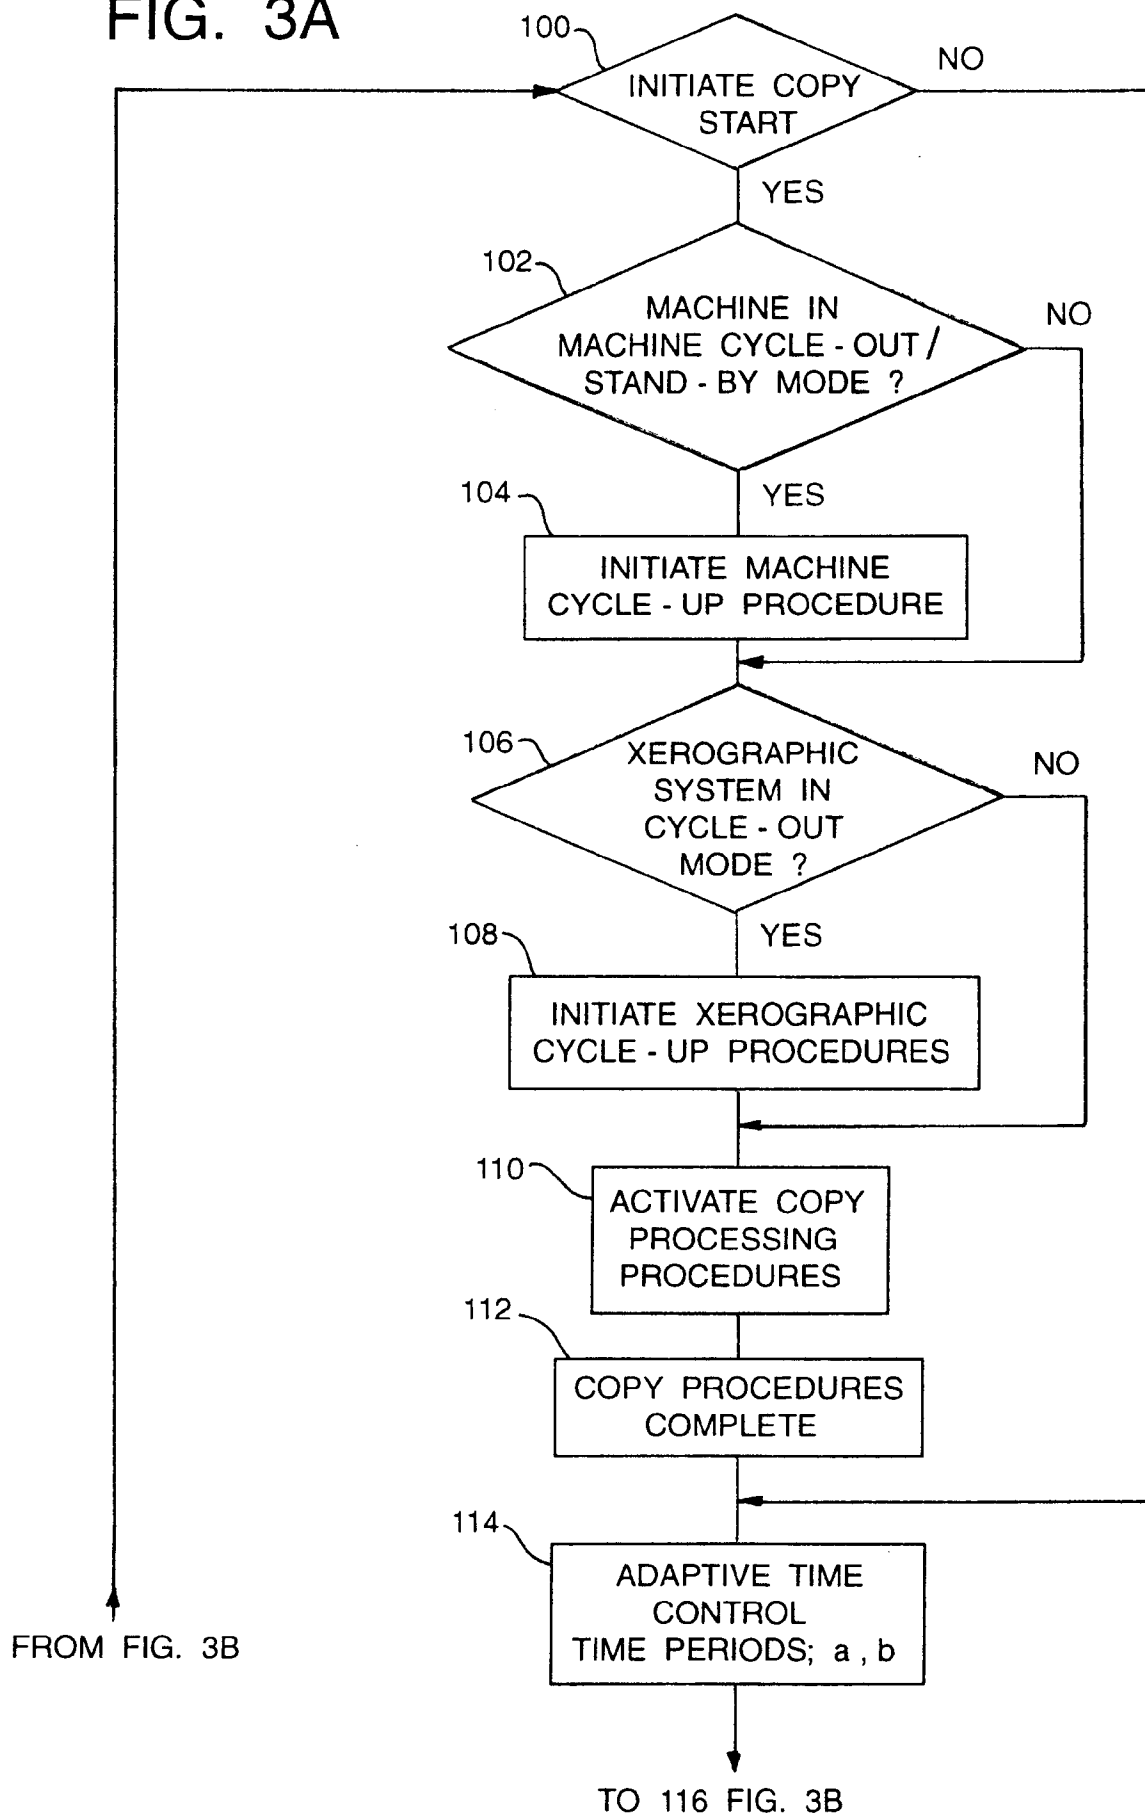 FIG. 3A
100
INITIATE COPY
START
NO
YES
102
MACHINE IN
MACHINE CYCLE - OUT /
STAND - BY MODE ?
NO
YES
104
INITIATE MACHINE
CYCLE - UP PROCEDURE
106
XEROGRAPHIC
SYSTEM IN
CYCLE - OUT
MODE ?
NO
YES
108
INITIATE XEROGRAPHIC
CYCLE - UP PROCEDURES
110
ACTIVATE COPY
PROCESSING
PROCEDURES
112
COPY PROCEDURES
COMPLETE
114
ADAPTIVE TIME
CONTROL
TIME PERIODS; a , b
FROM FIG. 3B
TO 116 FIG. 3B